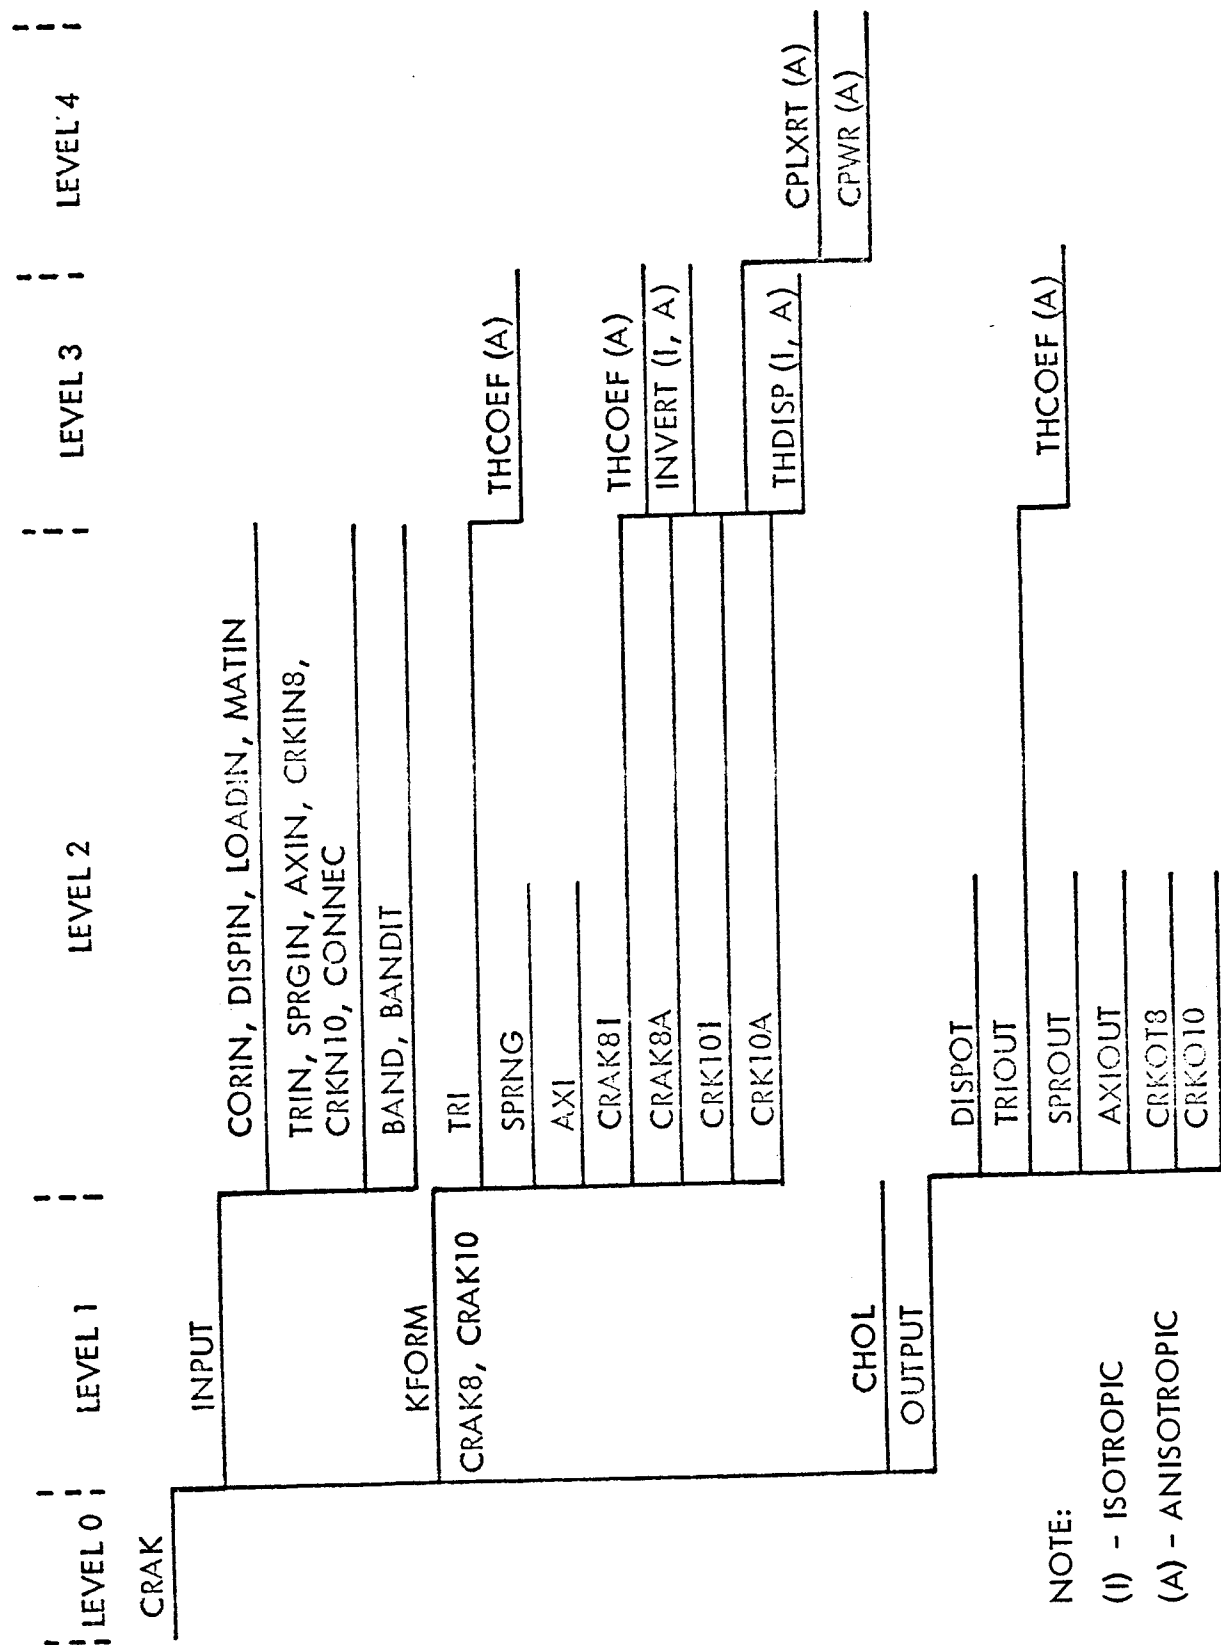 LEVEL 0
LEVEL 1
LEVEL 2
LEVEL 3
LEVEL 4
CRAK
INPUT
CORIN, DISPIN, LOADIN, MATIN
TRIN, SPRGIN, AXIN, CRKIN8,
CRKN10, CONNEC
BAND, BANDIT
KFORM
CRAK8, CRAK10
TRI
THCOEF (A)
SPRNG
AXI
CRAK8I
THCOEF (A)
CRAK8A
INVERT (I, A)
CRK10I
CRK10A
THDISP (I, A)
CPLXRT (A)
CPWR (A)
CHOL
OUTPUT
DISPOT
TRIOUT
THCOEF (A)
SPROUT
AXIOUT
CRKOT8
CRKO10
NOTE:
(I) - ISOTROPIC
(A) - ANISOTROPIC